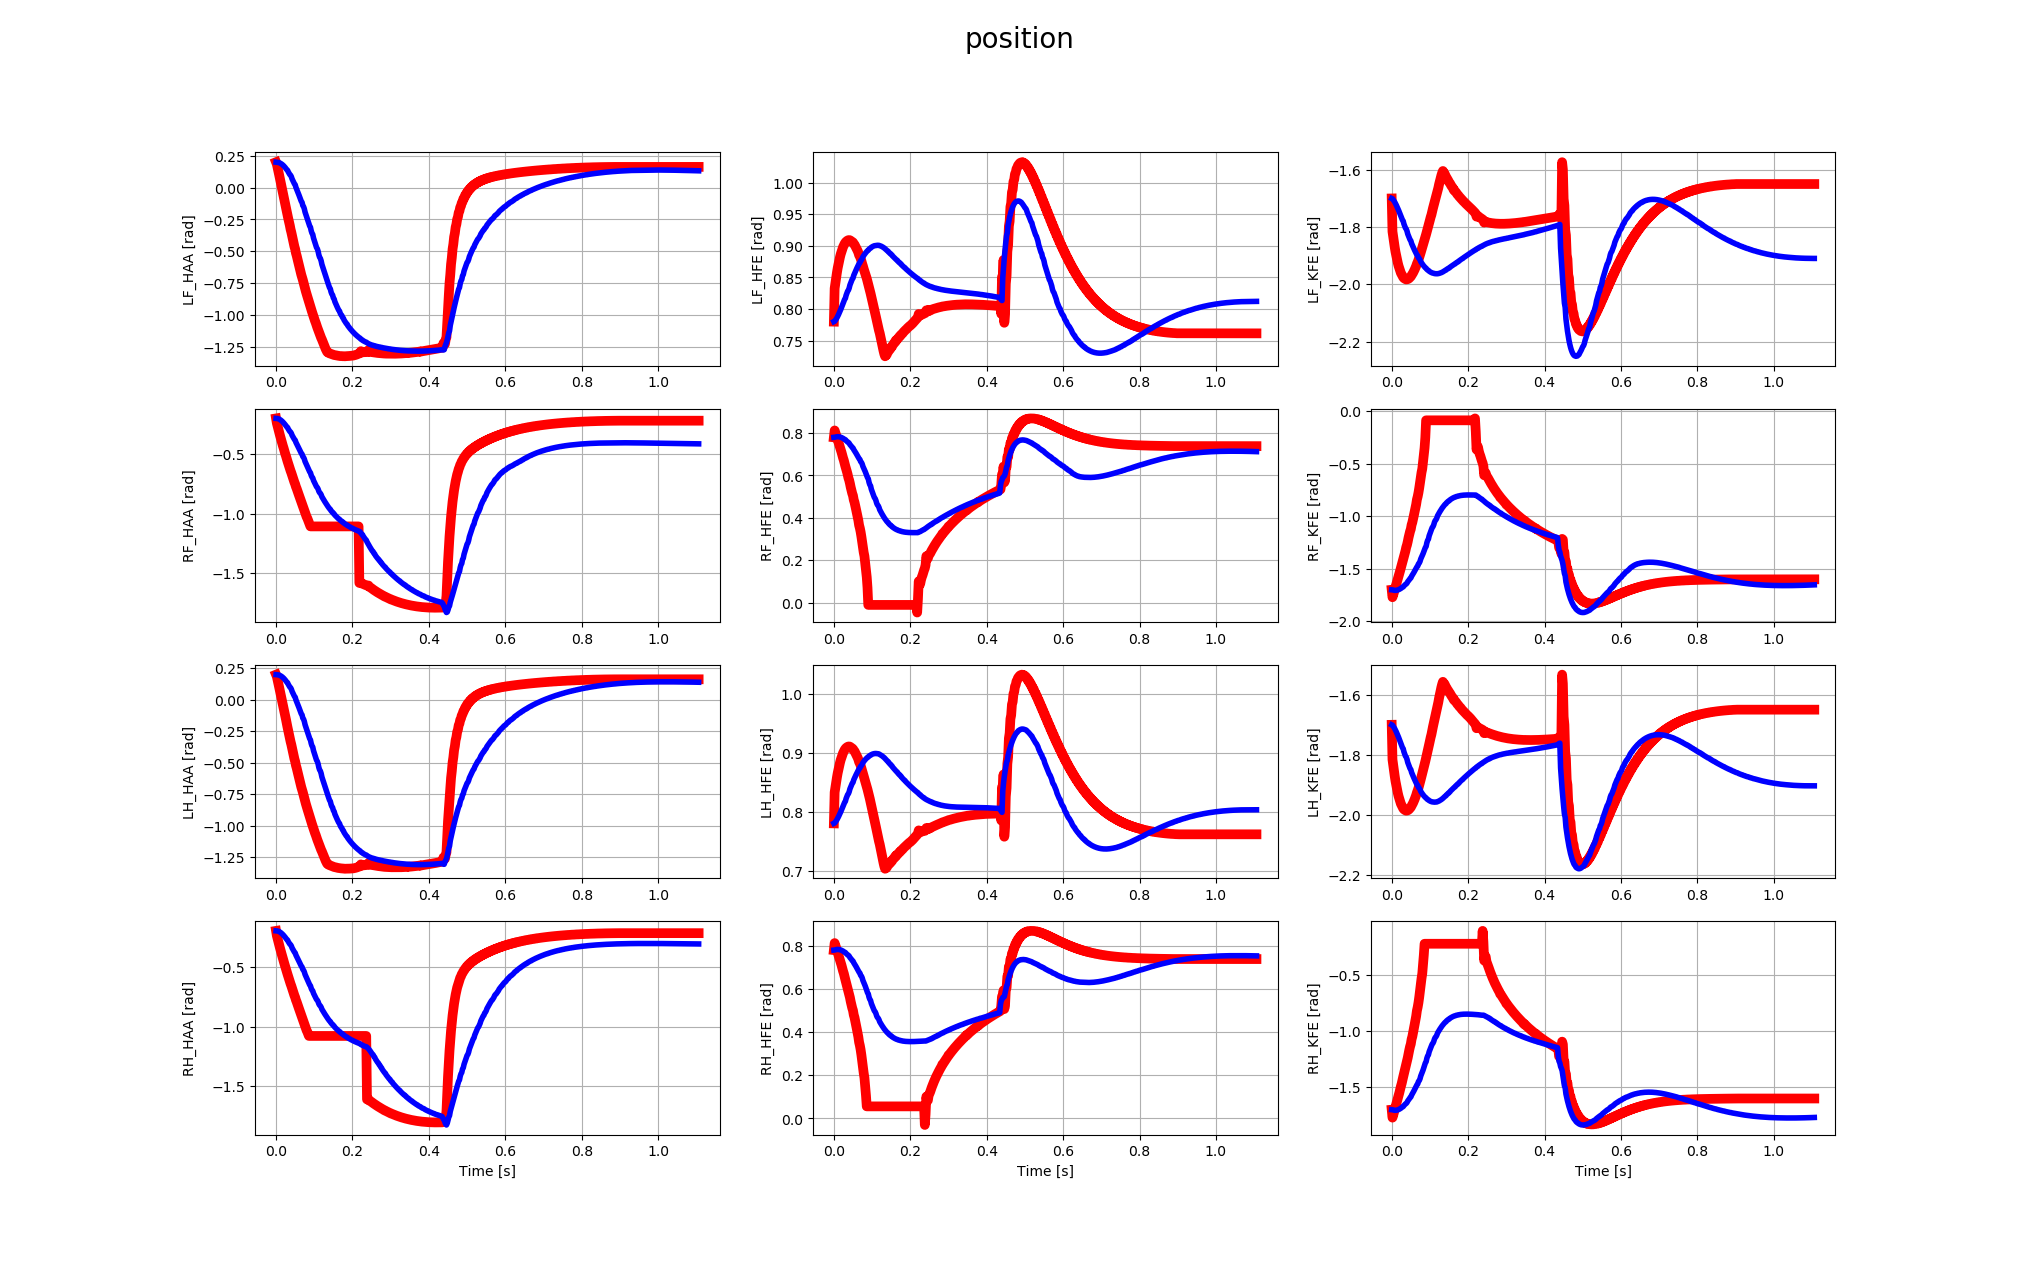 position
LF_HAA [rad]
0.25
0.00
−0.25
−0.50
−0.75
−1.00
−1.25
0.0 0.2 0.4 0.6 0.8 1.0
LF_HFE [rad]
1.00
0.95
0.90
0.85
0.80
0.75
0.0 0.2 0.4 0.6 0.8 1.0
LF_KFE [rad]
−1.6
−1.8
−2.0
−2.2
0.0 0.2 0.4 0.6 0.8 1.0
RF_HAA [rad]
−0.5
−1.0
−1.5
0.0 0.2 0.4 0.6 0.8 1.0
RF_HFE [rad]
0.8
0.6
0.4
0.2
0.0
0.0 0.2 0.4 0.6 0.8 1.0
RF_KFE [rad]
0.0
−0.5
−1.0
−1.5
−2.0
0.0 0.2 0.4 0.6 0.8 1.0
LH_HAA [rad]
0.25
0.00
−0.25
−0.50
−0.75
−1.00
−1.25
0.0 0.2 0.4 0.6 0.8 1.0
LH_HFE [rad]
1.0
0.9
0.8
0.7
0.0 0.2 0.4 0.6 0.8 1.0
LH_KFE [rad]
−1.6
−1.8
−2.0
−2.2
0.0 0.2 0.4 0.6 0.8 1.0
RH_HAA [rad]
−0.5
−1.0
−1.5
0.0 0.2 0.4 0.6 0.8 1.0
Time [s]
RH_HFE [rad]
0.8
0.6
0.4
0.2
0.0
0.0 0.2 0.4 0.6 0.8 1.0
Time [s]
RH_KFE [rad]
−0.5
−1.0
−1.5
0.0 0.2 0.4 0.6 0.8 1.0
Time [s]